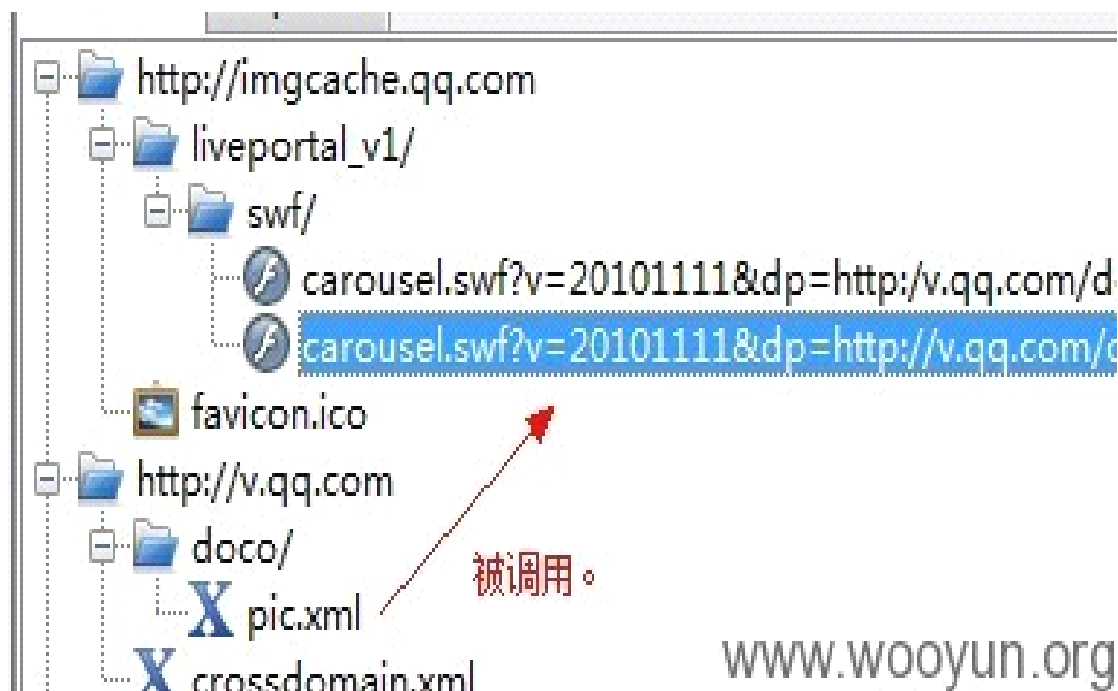 http://imgcache.qq.com
liveportal_v1/
swf/
carousel.swf?v=20101111&dp=http:/v.qq.com/d
carousel.swf?v=20101111&dp=http://v.qq.com/d
favicon.ico
http://v.qq.com
doco/
被调用。
pic.xml
www.wooyun.org
crossdomain.xml